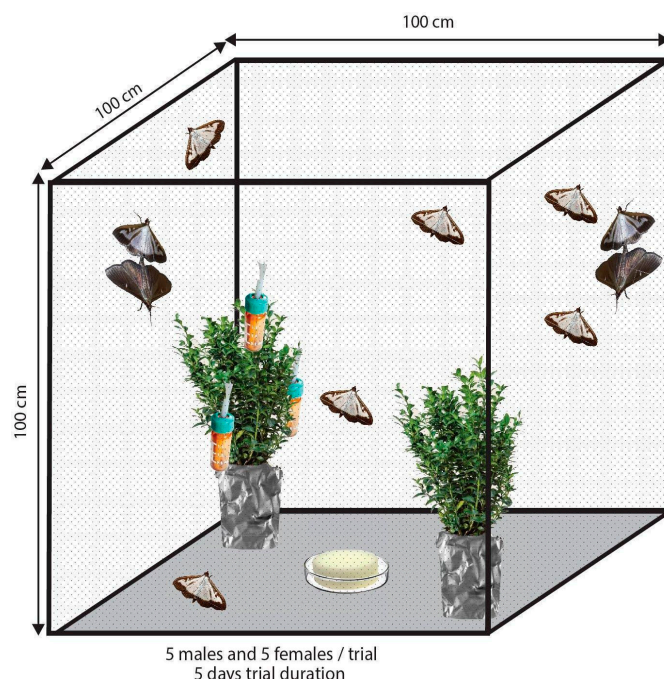 100 cm
100 cm
100 cm
5 males and 5 females / trial
5 days trial duration